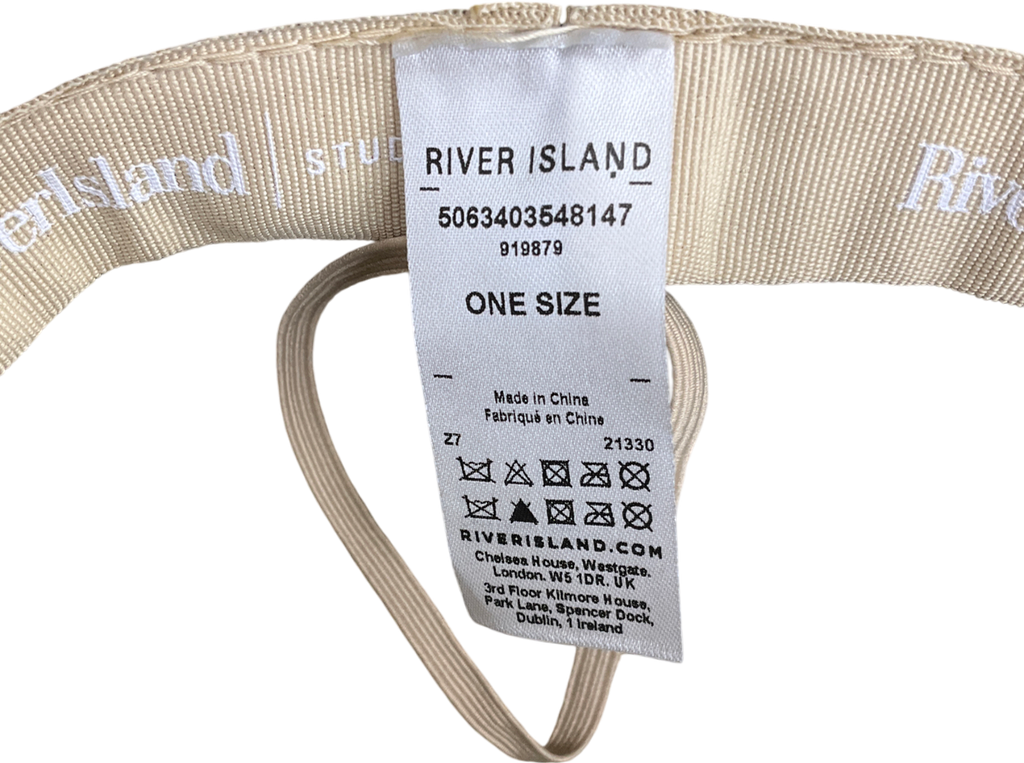 erIsland | STUD
Rive
RIVER ISLAND
5063403548147
919879
ONE SIZE
Made in China
Fabriqué en Chine
Z7 21330
RIVERISLAND.COM
Chelsea House, Westgate.
London. W5 1DR. UK
3rd Floor Kilmore House,
Park Lane, Spencer Dock,
Dublin, 1 Ireland